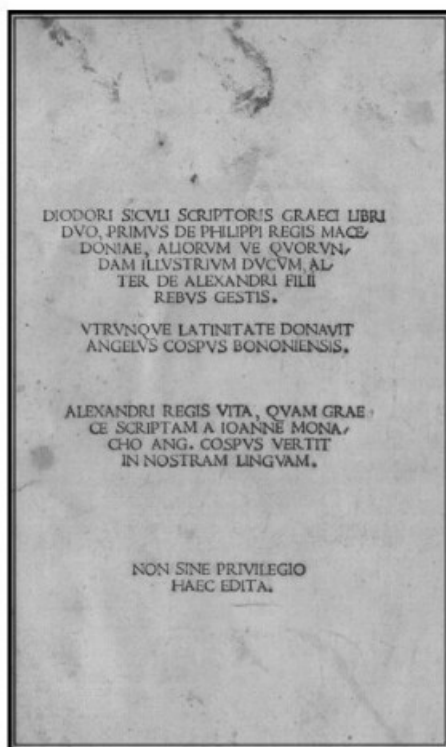 DIODORI SICVLI SCRIPTORIS GRAECI LIBRI
DVO, PRIMVS DE PHILIPPI REGIS MACE/
DONIAE, ALIORVM VE QVORVN/
DAM ILLVSTRIVM DVCVM, AL/
TER DE ALEXANDRI FILII
REBVS GESTIS.
VTRVNQVE LATINITATE DONAVIT
ANGELVS COSPVS BONONIENSIS.
ALEXANDRI REGIS VITA, QVAM GRAE/
CE SCRIPTAM A IOANNE MONA/
CHO ANG. COSPVS VERTIT
IN NOSTRAM LINGVAM.
NON SINE PRIVILEGIO
HAEC EDITA.